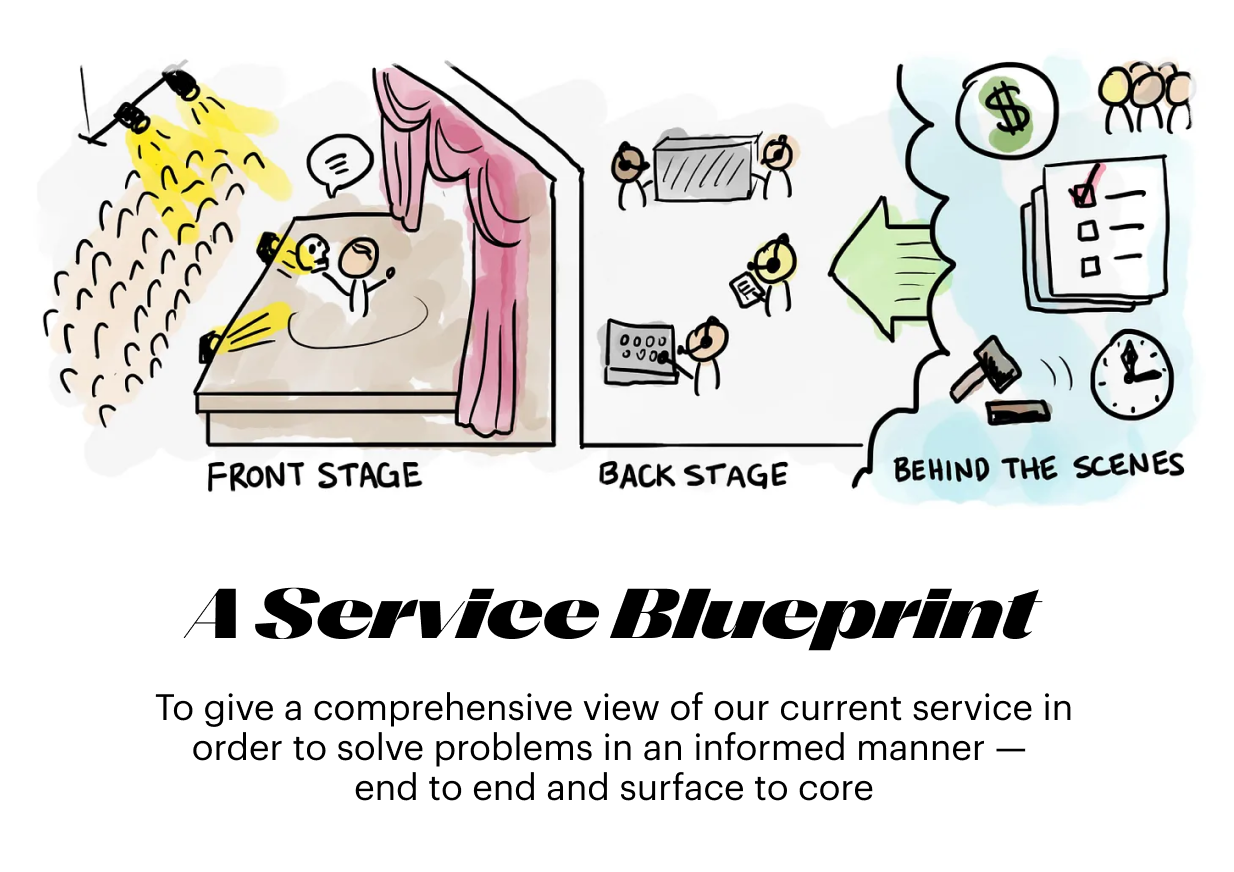 $
FRONT STAGE
BACK STAGE
BEHIND THE SCENES
A Service Blueprint
To give a comprehensive view of our current service in
order to solve problems in an informed manner —
end to end and surface to core